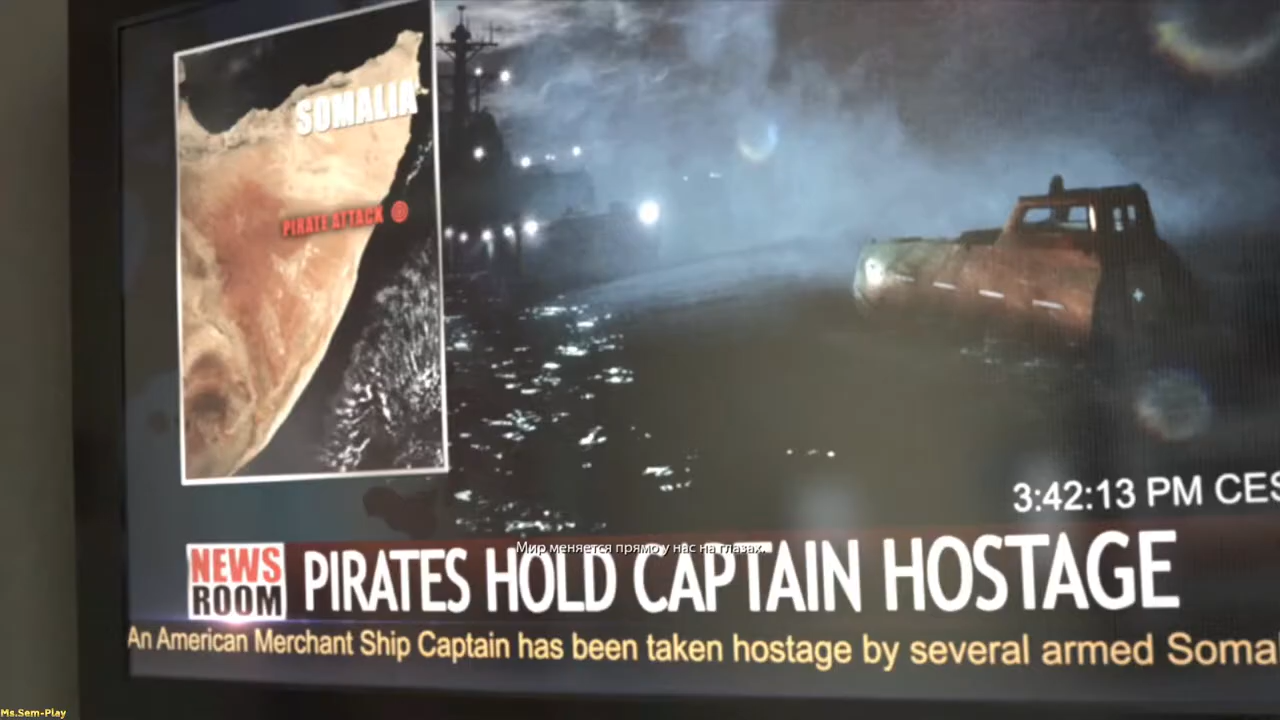 SOMALIA
PIRATE ATTACK
3:42:13 PM CES
Мир меняется прямо у нас на глазах.
NEWS
ROOM
PIRATES HOLD CAPTAIN HOSTAGE
An American Merchant Ship Captain has been taken hostage by several armed Soma
Ms.Sem-Play